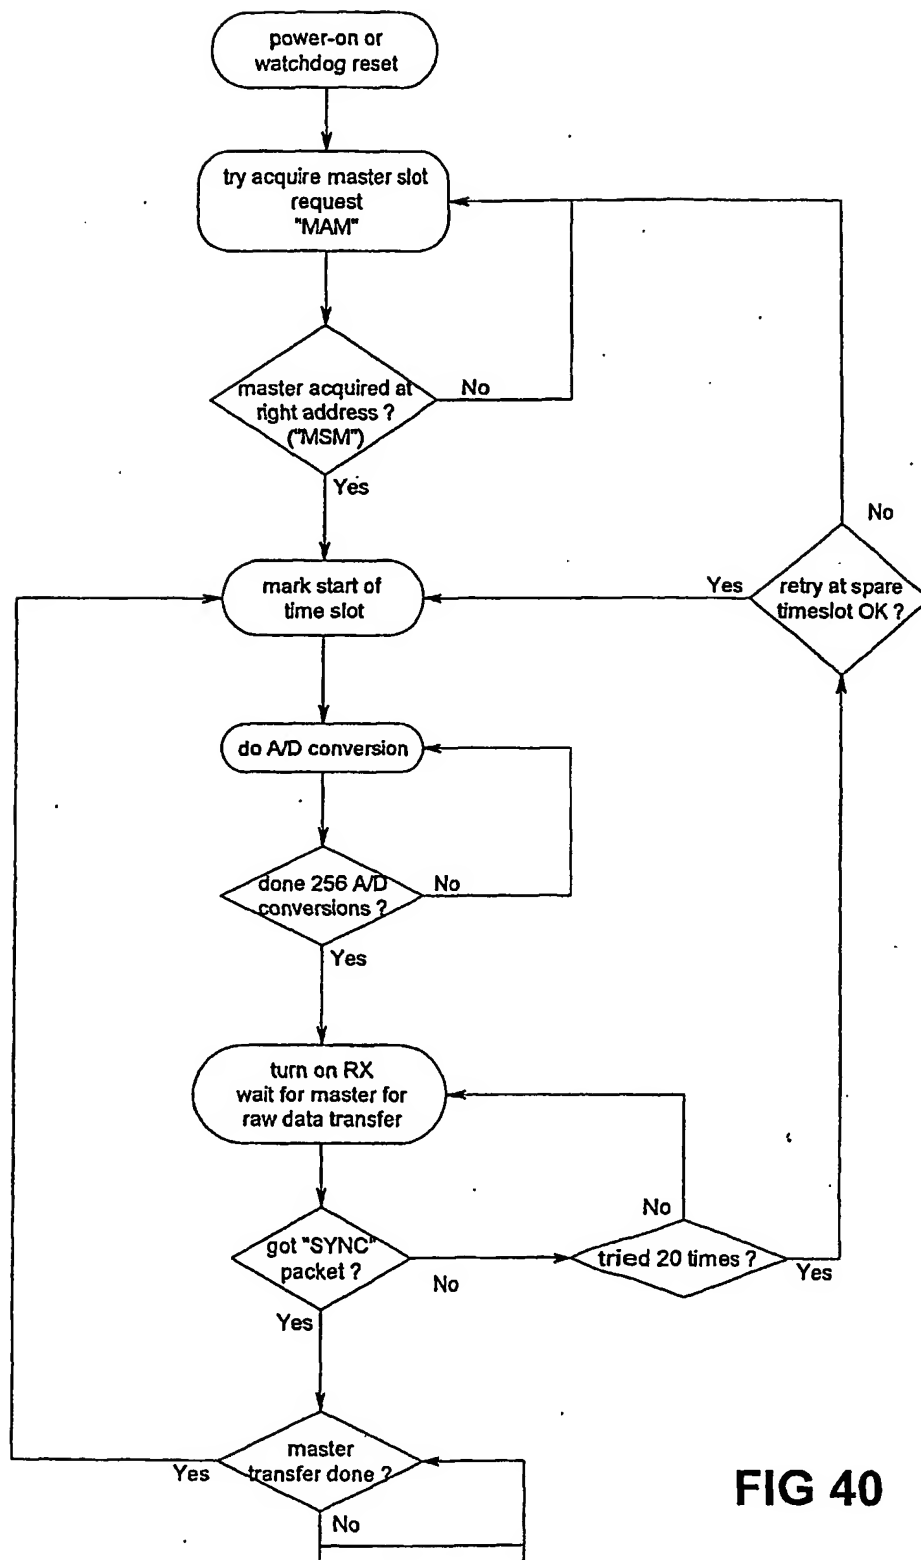 power-on or
watchdog reset
try acquire master slot
request
"MAM"
master acquired at
right address ?
("MSM")
No
Yes
mark start of
time slot
Yes
retry at spare
timeslot OK ?
No
do A/D conversion
done 256 A/D
conversions ?
No
Yes
turn on RX
wait for master for
raw data transfer
got "SYNC"
packet ?
No
Yes
tried 20 times ?
No
Yes
master
transfer done ?
Yes
No
FIG 40